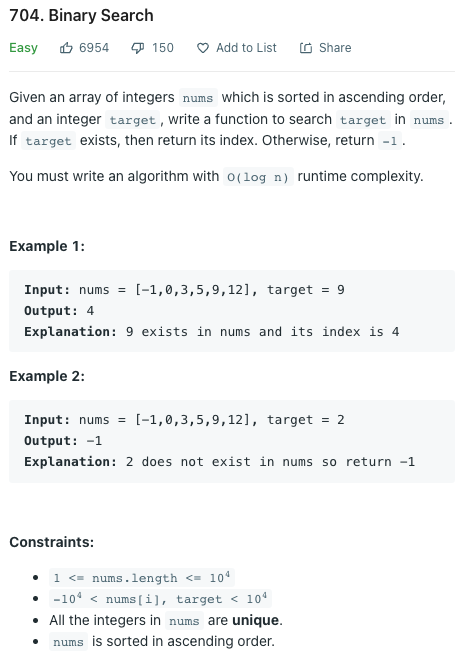 704. Binary Search
Easy 6954 150 Add to List Share
Given an array of integers nums which is sorted in ascending order,
and an integer target, write a function to search target in nums.
If target exists, then return its index. Otherwise, return -1.
You must write an algorithm with O(log n) runtime complexity.
Example 1:
Input: nums = [-1,0,3,5,9,12], target = 9
Output: 4
Explanation: 9 exists in nums and its index is 4
Example 2:
Input: nums = [-1,0,3,5,9,12], target = 2
Output: -1
Explanation: 2 does not exist in nums so return -1
Constraints:
• 1 <= nums.length <= 10⁴
• -10⁴ < nums[i], target < 10⁴
• All the integers in nums are unique.
• nums is sorted in ascending order.